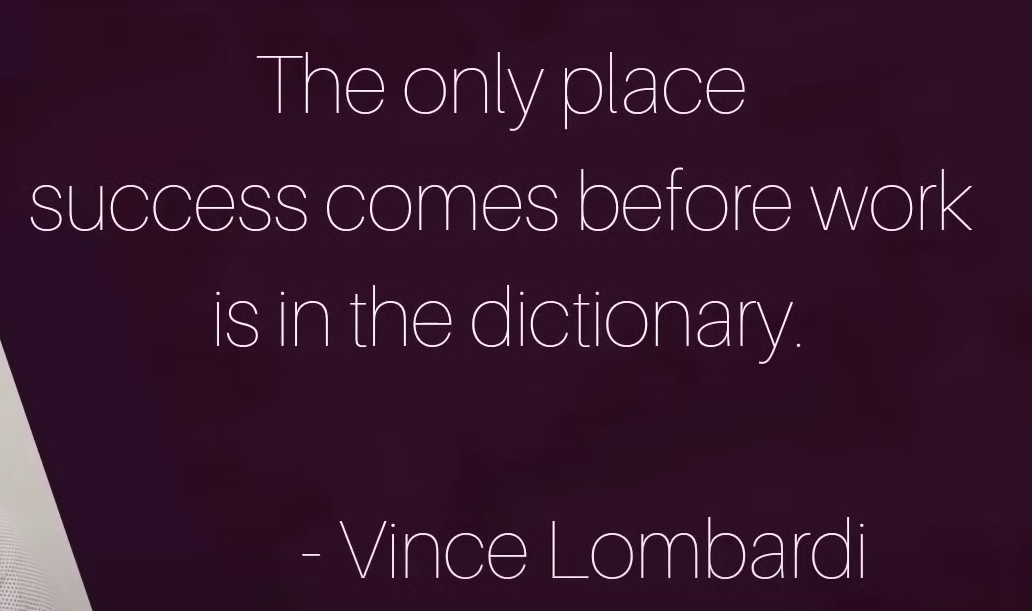 The only place
success comes before work
is in the dictionary.
- Vince Lombardi